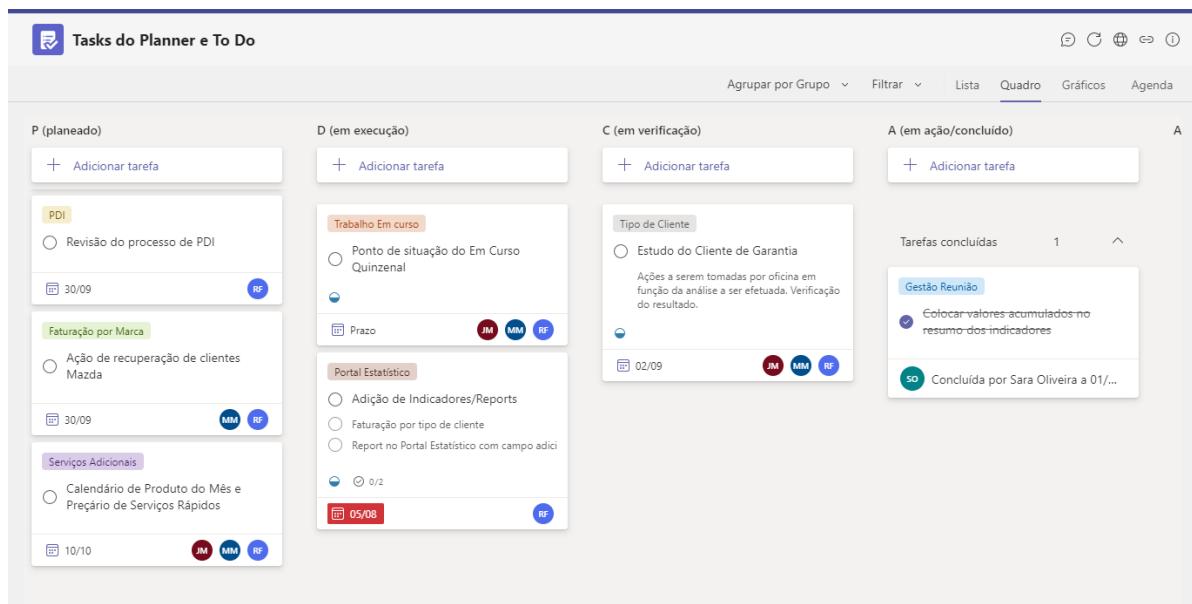 Tasks do Planner e To Do
Agrupar por Grupo
Filtrar
Lista
Quadro
Gráficos
Agenda
P (planeado)
Adicionar tarefa
PDI
Revisão do processo de PDI
30/09
RF
Faturação por Marca
Ação de recuperação de clientes
Mazda
30/09
MM
RF
Serviços Adicionais
Calendário de Produto do Mês e
Preçário de Serviços Rápidos
10/10
JM
MM
RF
D (em execução)
Adicionar tarefa
Trabalho Em curso
Ponto de situação do Em Curso
Quinzenal
Prazo
JM
MM
RF
Portal Estatístico
Adição de Indicadores/Reports
Faturação por tipo de cliente
Report no Portal Estatístico com campo adici
0/2
05/08
RF
C (em verificação)
Adicionar tarefa
Tipo de Cliente
Estudo do Cliente de Garantia
Ações a serem tomadas por oficina em
função da análise a ser efetuada. Verificação
do resultado.
02/09
JM
MM
RF
A (em ação/concluído)
Adicionar tarefa
Tarefas concluídas
1
Gestão Reunião
Colocar valores acumulados no
resumo dos indicadores
SO
Concluída por Sara Oliveira a 01/...
A